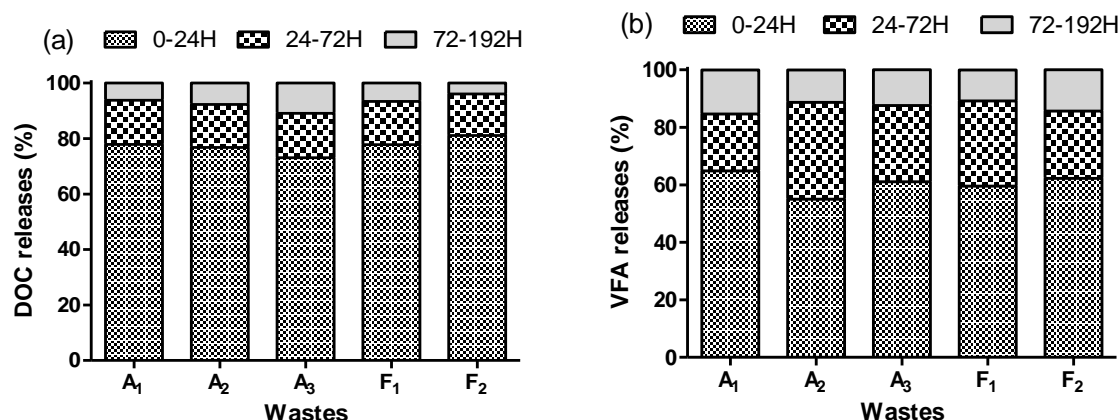 (a) 0-24H 24-72H 72-192H
DOC releases (%)
100
80
60
40
20
0
A₁ A₂ A₃ F₁ F₂
Wastes
(b) 0-24H 24-72H 72-192H
VFA releases (%)
100
80
60
40
20
0
A₁ A₂ A₃ F₁ F₂
Wastes